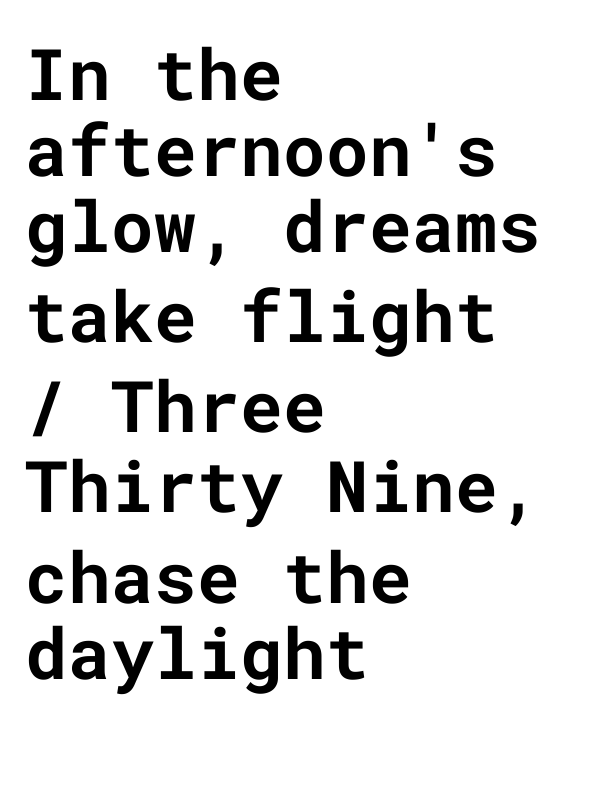 In the
afternoon's
glow, dreams
take flight
/ Three
Thirty Nine,
chase the
daylight